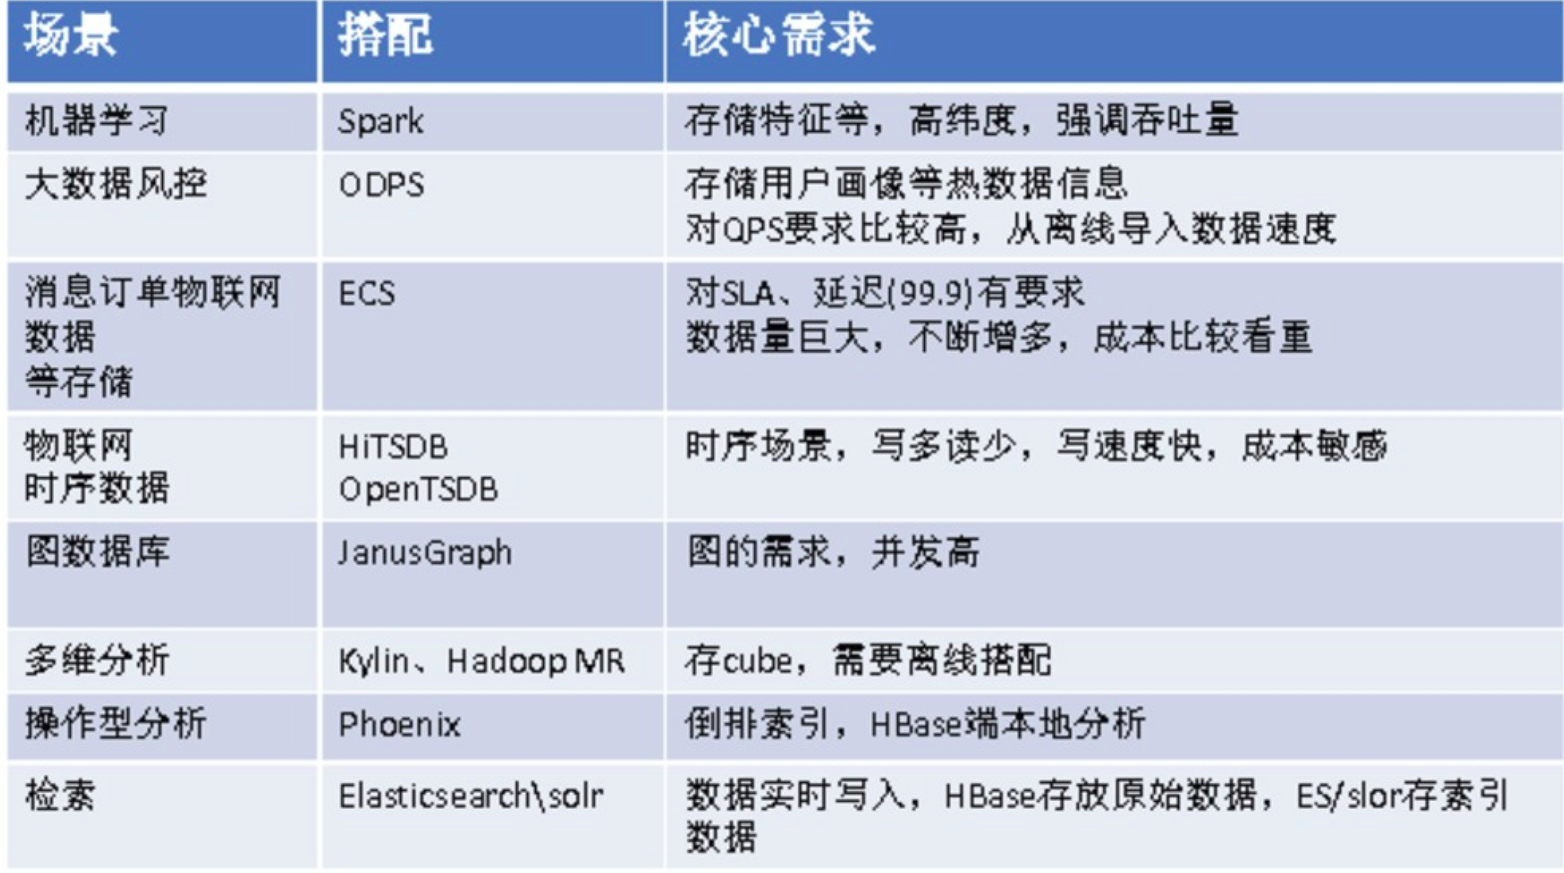 场景 搭配 核心需求
机器学习 Spark 存储特征等，高纬度，强调吞吐量
大数据风控 ODPS 存储用户画像等热数据信息
对QPS要求比较高，从离线导入数据速度
消息订单物联网 ECS 对SLA、延迟(99.9)有要求
数据 数据量巨大，不断增多，成本比较看重
等存储
物联网 HiTSDB 时序场景，写多读少，写速度快，成本敏感
时序数据 OpenTSDB
图数据库 JanusGraph 图的需求，并发高
多维分析 Kylin、Hadoop MR 存cube，需要离线搭配
操作型分析 Phoenix 倒排索引，HBase端本地分析
检素 Elasticsearch\solr 数据实时写入，HBase存放原始数据，ES/slor存素引
数据